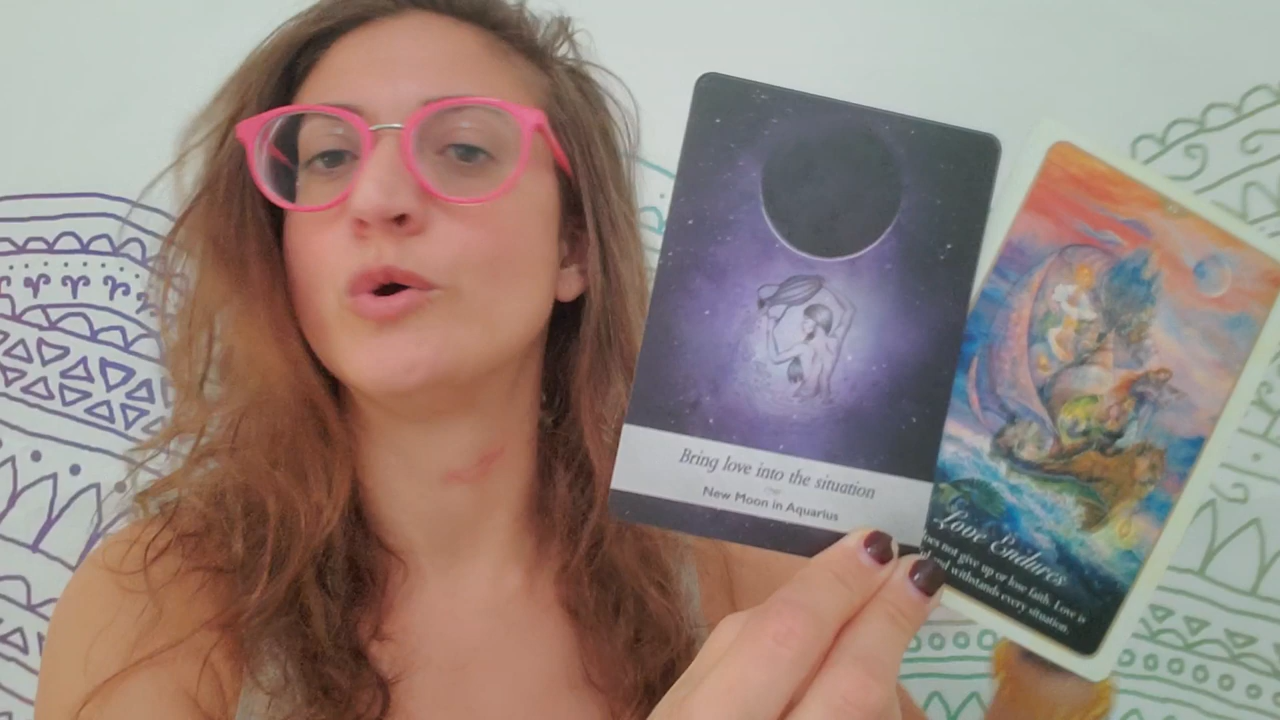 Bring love into the situation
New Moon in Aquarius
Love Endures
does not give up or lose faith. Love is
and withstands every situation.